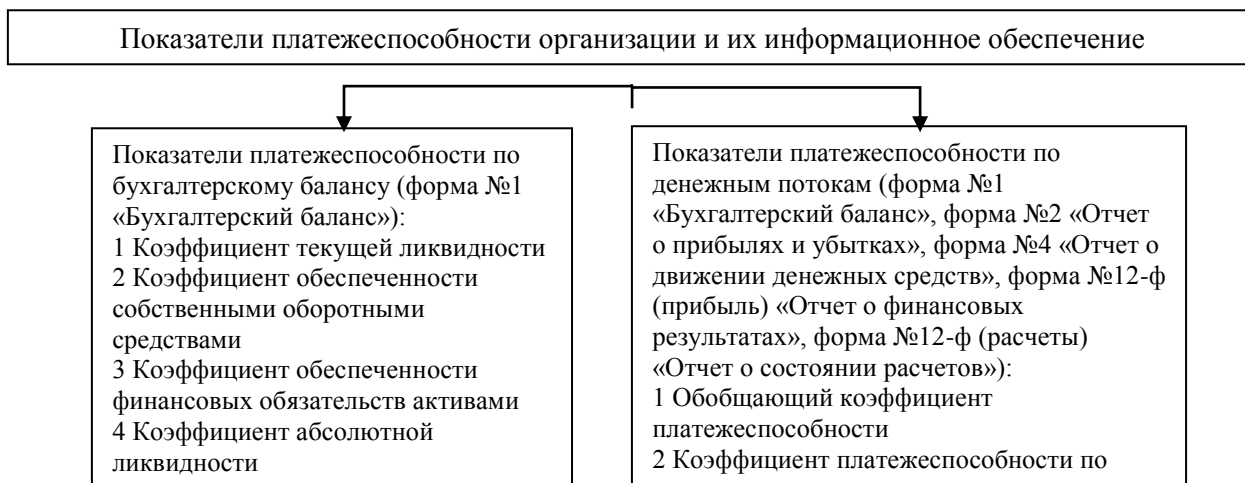 Показатели платежеспособности организации и их информационное обеспечение
Показатели платежеспособности по
бухгалтерскому балансу (форма №1
«Бухгалтерский баланс»):
1 Коэффициент текущей ликвидности
2 Коэффициент обеспеченности
собственными оборотными
средствами
3 Коэффициент обеспеченности
финансовых обязательств активами
4 Коэффициент абсолютной
ликвидности
Показатели платежеспособности по
денежным потокам (форма №1
«Бухгалтерский баланс», форма №2 «Отчет
о прибылях и убытках», форма №4 «Отчет о
движении денежных средств», форма №12-ф
(прибыль) «Отчет о финансовых
результатах», форма №12-ф (расчеты)
«Отчет о состоянии расчетов»):
1 Обобщающий коэффициент
платежеспособности
2 Коэффициент платежеспособности по